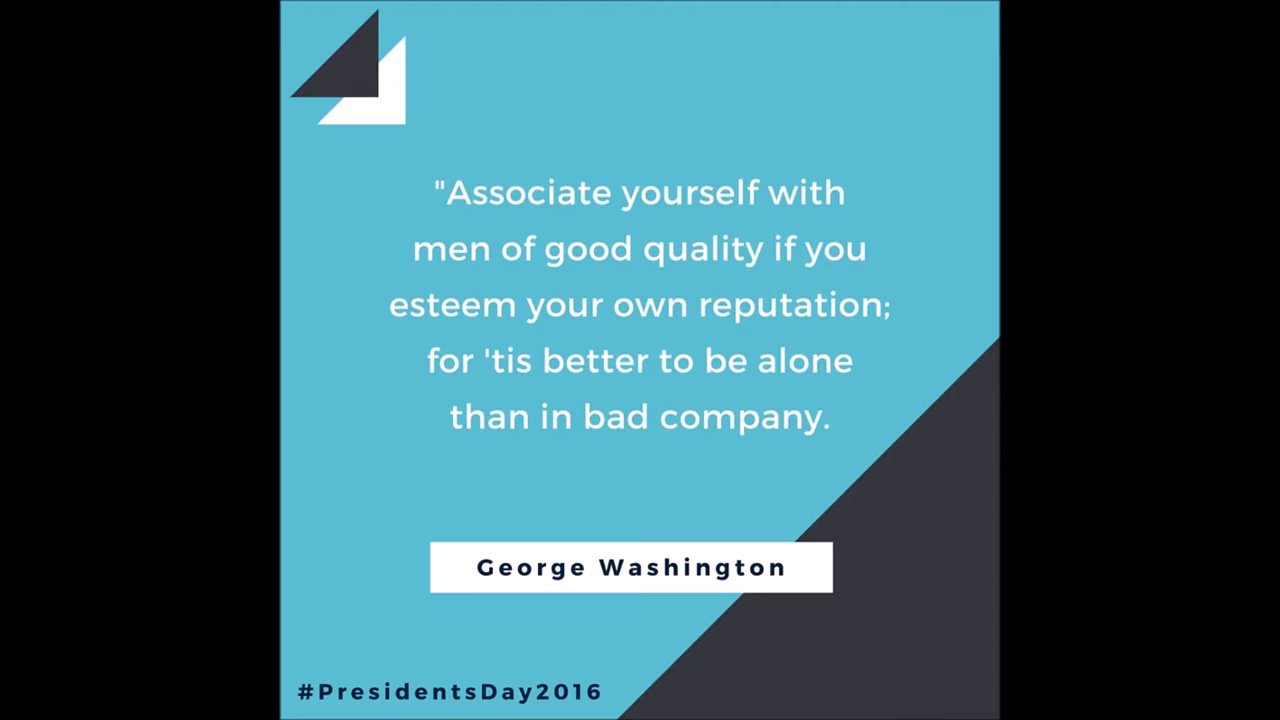 "Associate yourself with
men of good quality if you
esteem your own reputation;
for 'tis better to be alone
than in bad company.
George Washington
#PresidentsDay2016